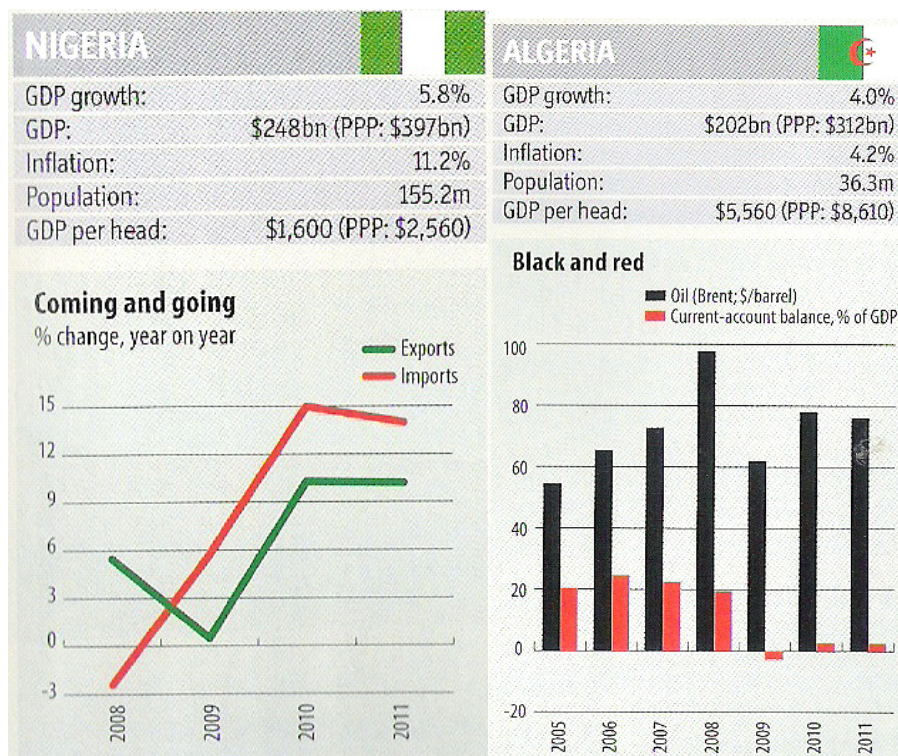 NIGERIA
GDP growth: 5.8%
GDP: $248bn (PPP: $397bn)
Inflation: 11.2%
Population: 155.2m
GDP per head: $1,600 (PPP: $2,560)
Coming and going
% change, year on year
Exports
Imports
15
12
9
6
3
0
-3
2008 2009 2010 2011
ALGERIA
GDP growth: 4.0%
GDP: $202bn (PPP: $312bn)
Inflation: 4.2%
Population: 36.3m
GDP per head: $5,560 (PPP: $8,610)
Black and red
Oil (Brent; $/barrel)
Current-account balance, % of GDP
100
80
60
40
20
0
-20
2005 2006 2007 2008 2009 2010 2011